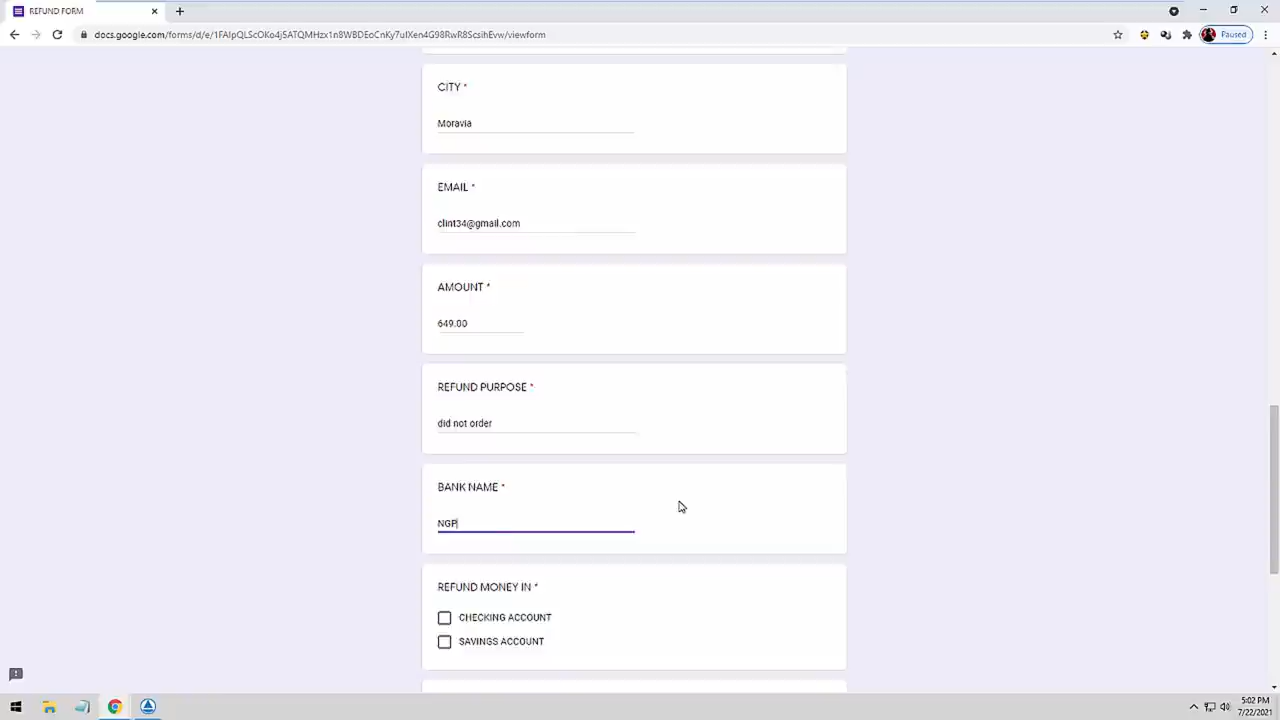 REFUND FORM
docs.google.com/forms/d/e/1FAIpQLScOKo4jSATQMHzx1n8WBDEoCnKy7uIXen4G98RwR8ScsihEvw/viewform
Paused
CITY *
Moravia
EMAIL *
clint34@gmail.com
AMOUNT *
649.00
REFUND PURPOSE *
did not order
BANK NAME *
NGP
REFUND MONEY IN *
CHECKING ACCOUNT
SAVINGS ACCOUNT
5:02 PM
7/22/2021